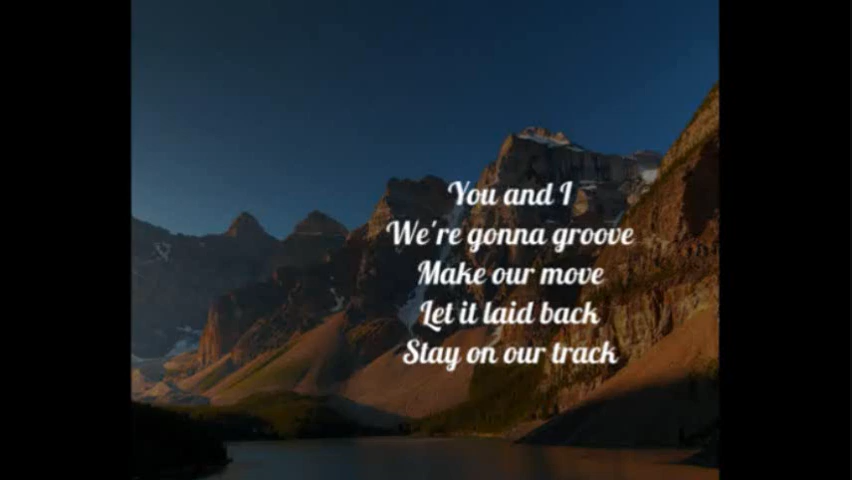 You and I
We're gonna groove
Make our move
Let it laid back
Stay on our track